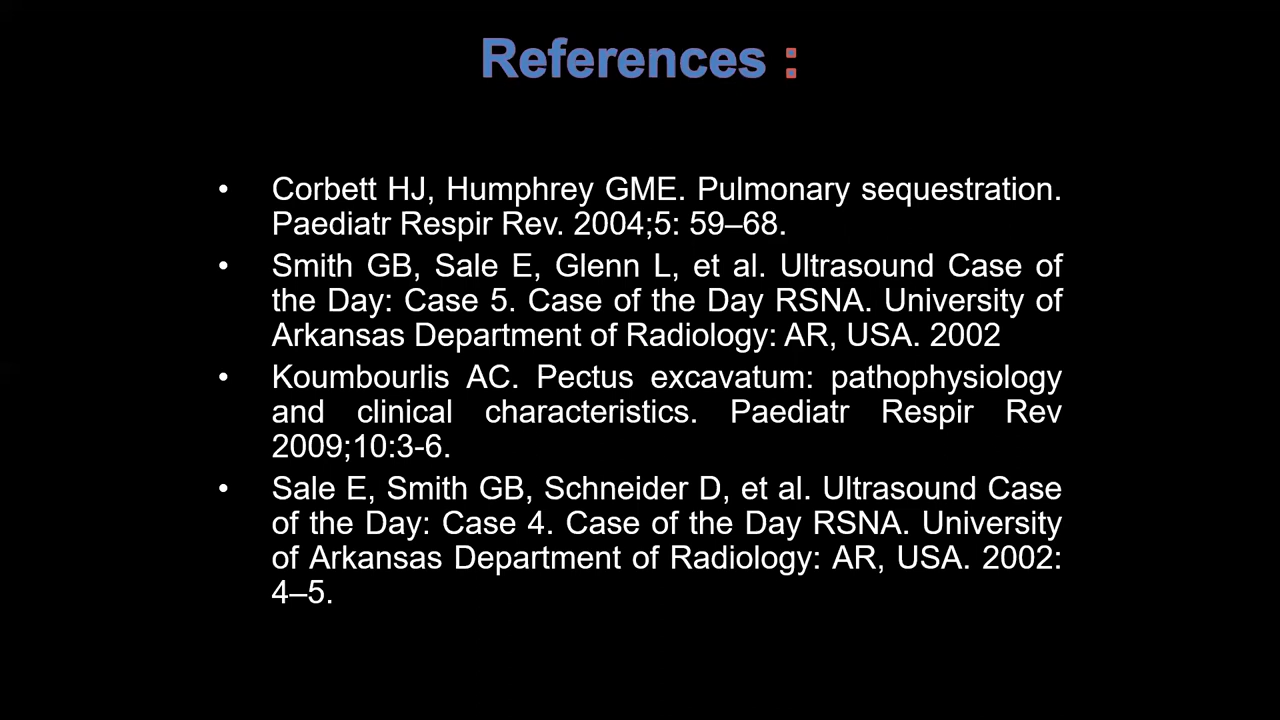 References :
• Corbett HJ, Humphrey GME. Pulmonary sequestration.
Paediatr Respir Rev. 2004;5: 59–68.
• Smith GB, Sale E, Glenn L, et al. Ultrasound Case of
the Day: Case 5. Case of the Day RSNA. University of
Arkansas Department of Radiology: AR, USA. 2002
• Koumbourlis AC. Pectus excavatum: pathophysiology
and clinical characteristics. Paediatr Respir Rev
2009;10:3-6.
• Sale E, Smith GB, Schneider D, et al. Ultrasound Case
of the Day: Case 4. Case of the Day RSNA. University
of Arkansas Department of Radiology: AR, USA. 2002:
4–5.